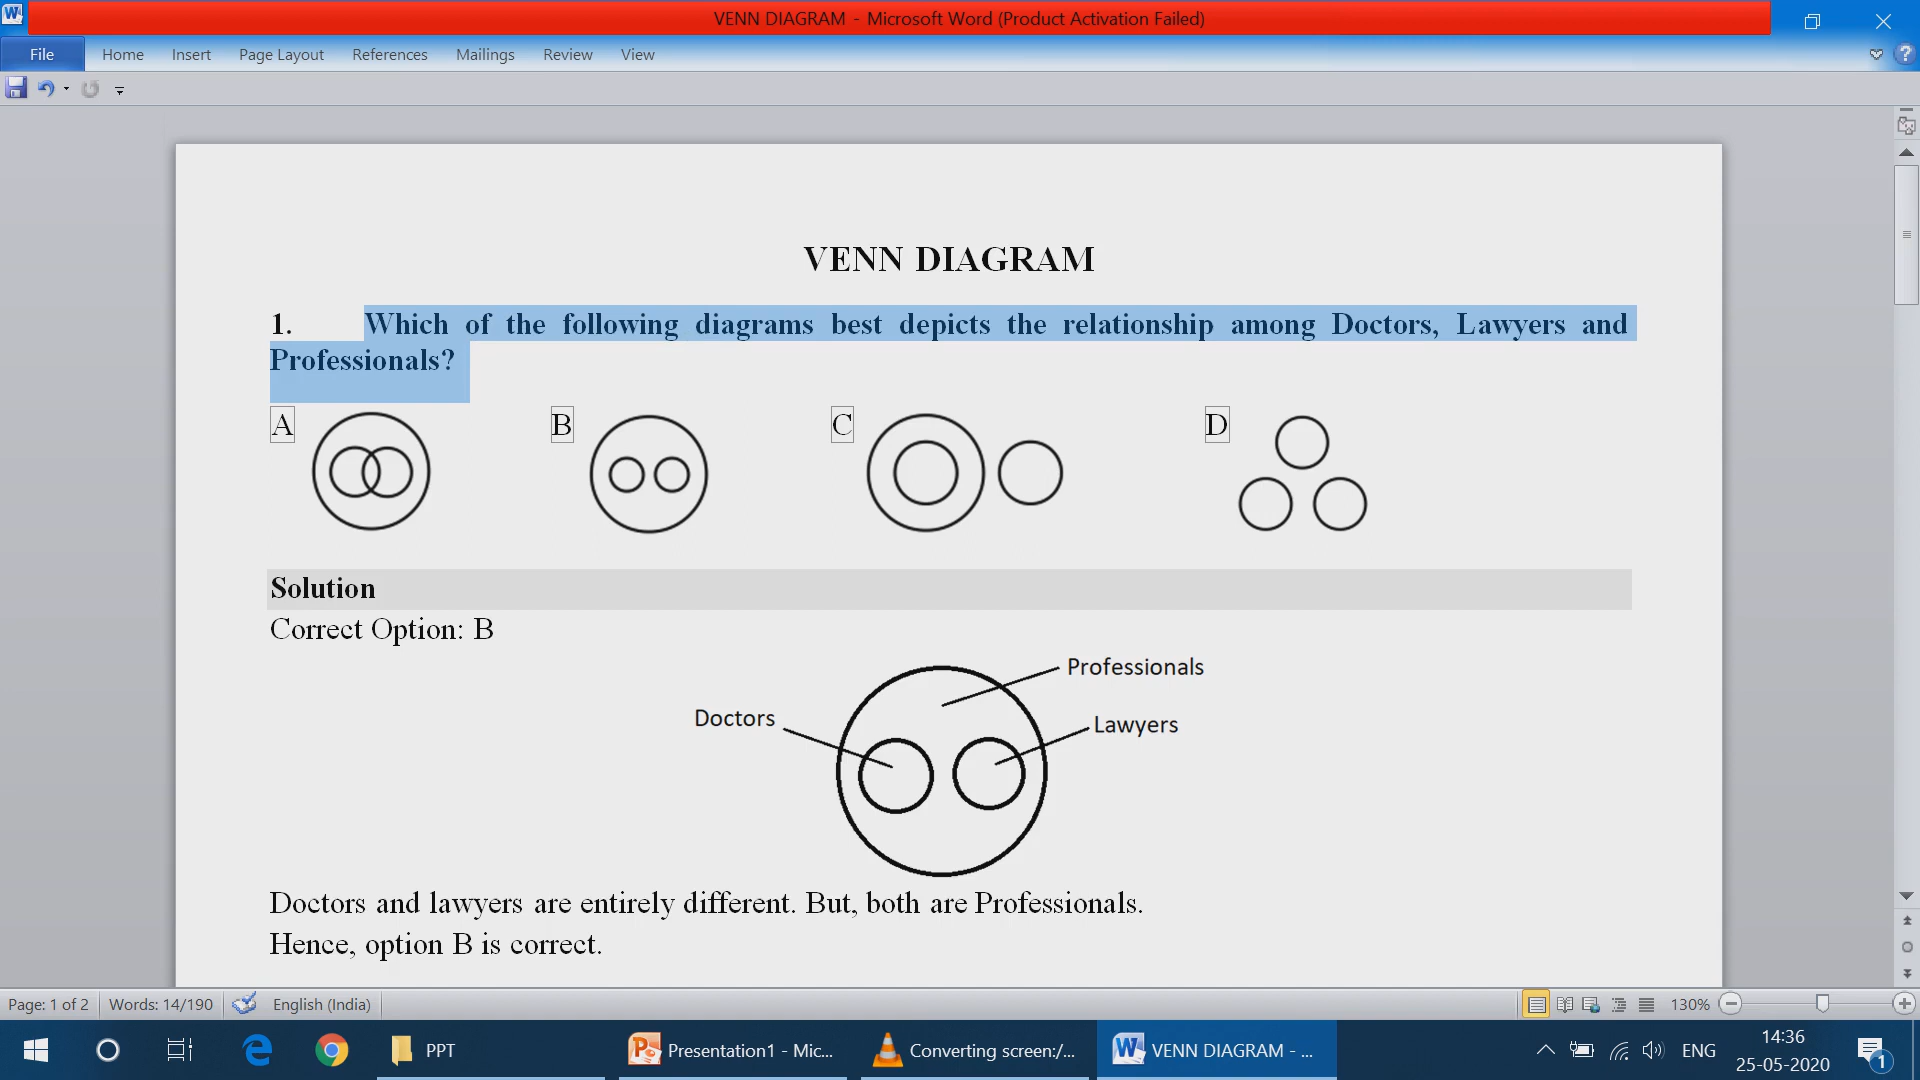 VENN DIAGRAM - Microsoft Word (Product Activation Failed)
File Home Insert Page Layout References Mailings Review View
VENN DIAGRAM
1. Which of the following diagrams best depicts the relationship among Doctors, Lawyers and
Professionals?
A B C D
Solution
Correct Option: B
Professionals
Doctors
Lawyers
Doctors and lawyers are entirely different. But, both are Professionals.
Hence, option B is correct.
Page: 1 of 2 Words: 14/190 English (India) 130%
PPT Presentation1 - Mic... Converting screen:/... VENN DIAGRAM - ... ENG 14:36
25-05-2020 1